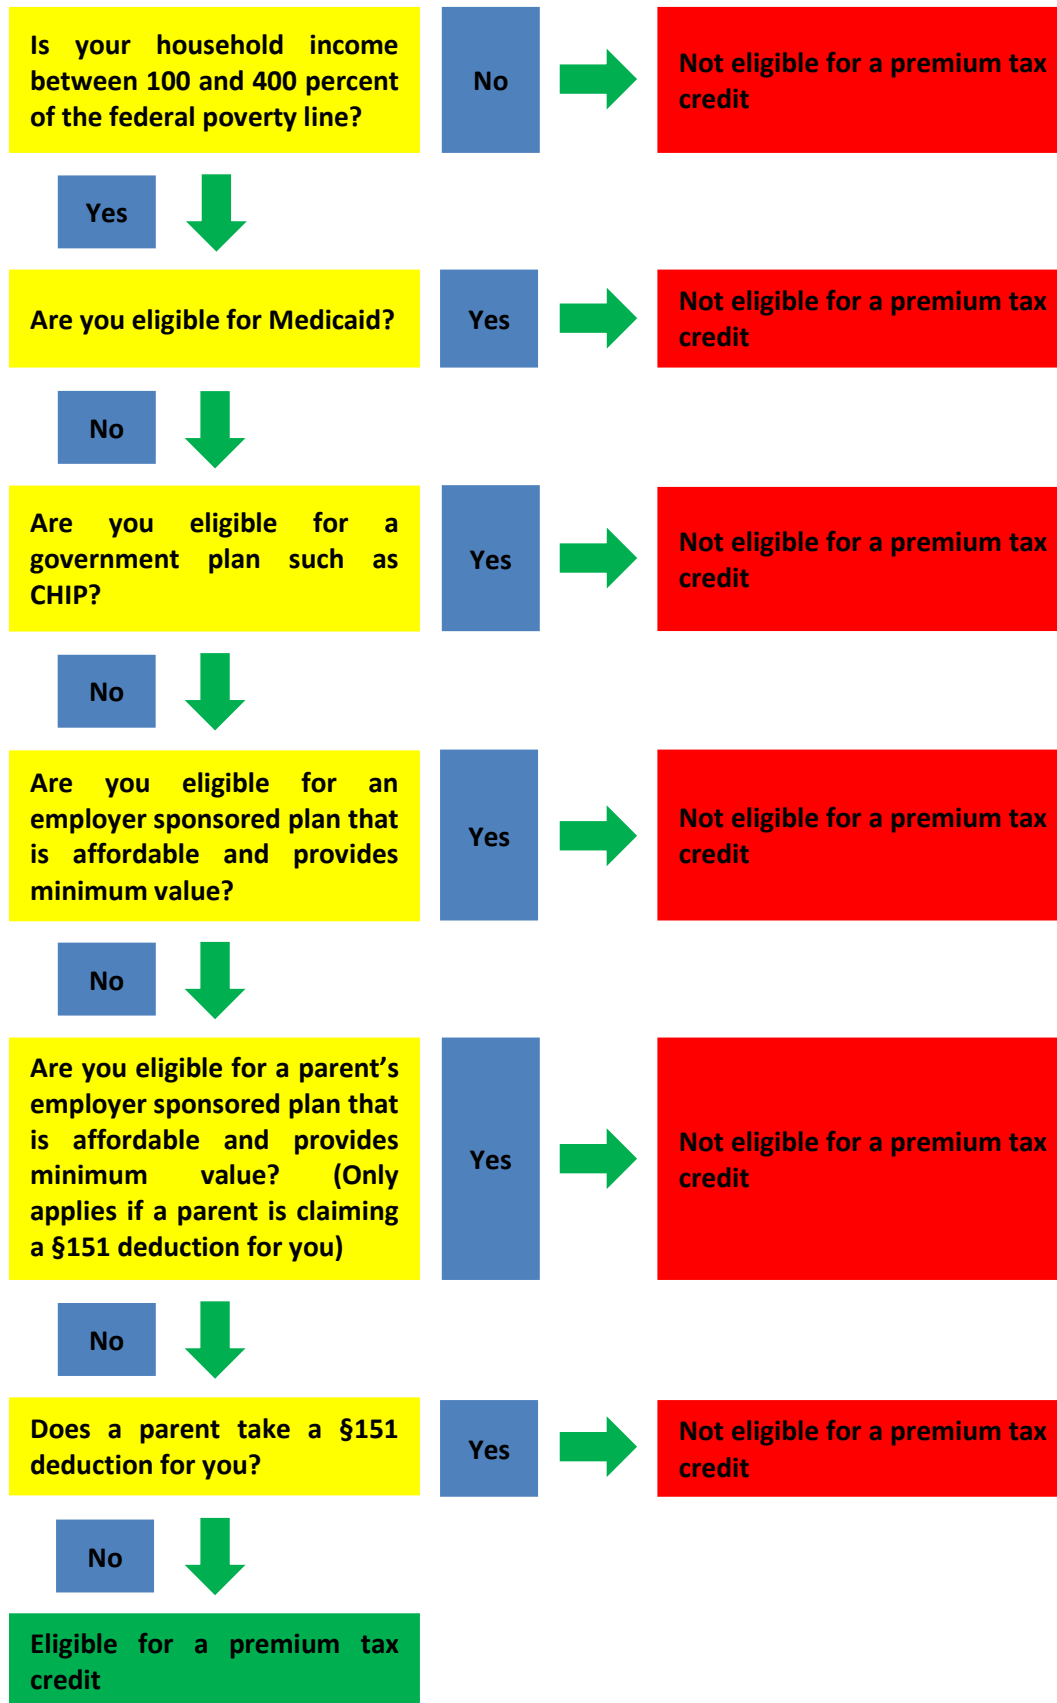 Is your household income
between 100 and 400 percent
of the federal poverty line?
No
Not eligible for a premium tax
credit
Yes
Are you eligible for Medicaid?
Yes
Not eligible for a premium tax
credit
No
Are you eligible for a
government plan such as
CHIP?
Yes
Not eligible for a premium tax
credit
No
Are you eligible for an
employer sponsored plan that
is affordable and provides
minimum value?
Yes
Not eligible for a premium tax
credit
No
Are you eligible for a parent’s
employer sponsored plan that
is affordable and provides
minimum value? (Only
applies if a parent is claiming
a §151 deduction for you)
Yes
Not eligible for a premium tax
credit
No
Does a parent take a §151
deduction for you?
Yes
Not eligible for a premium tax
credit
No
Eligible for a premium tax
credit